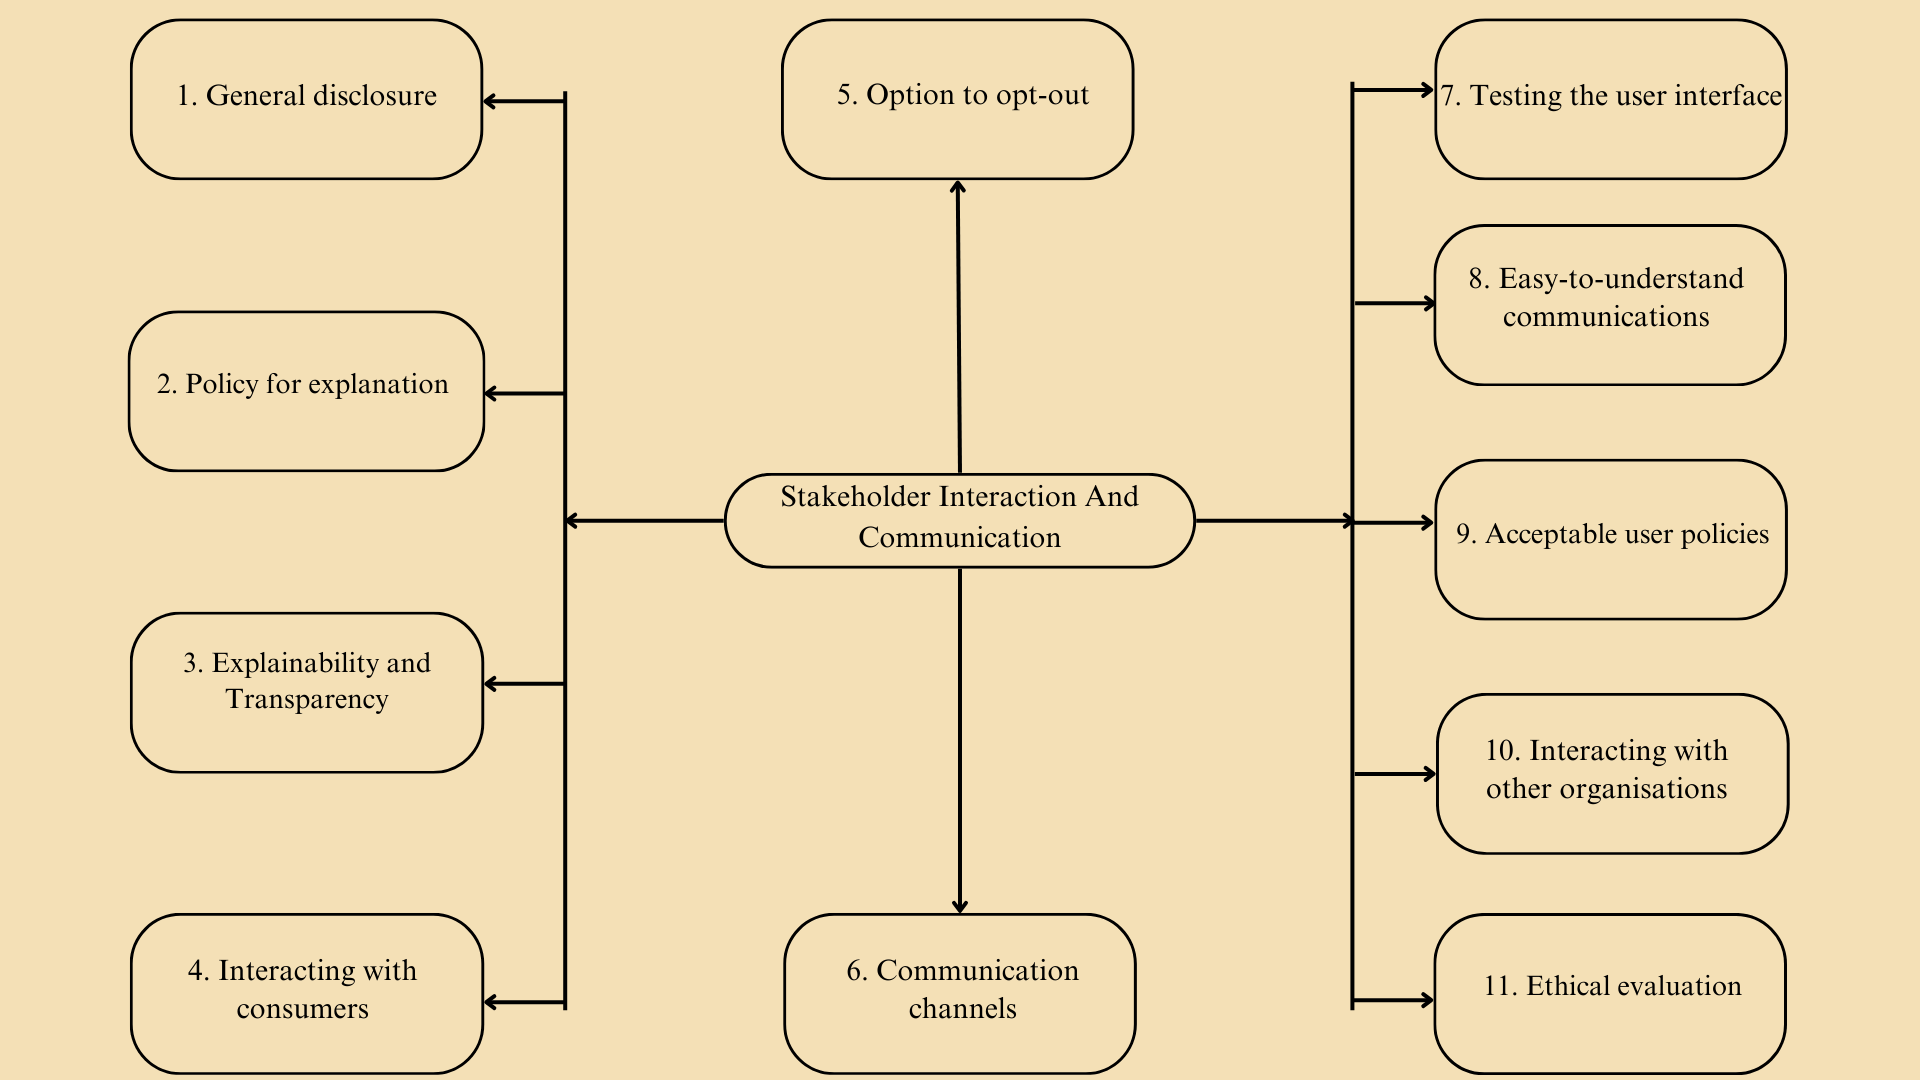 1. General disclosure
2. Policy for explanation
3. Explainability and
Transparency
4. Interacting with
consumers
5. Option to opt-out
Stakeholder Interaction And
Communication
6. Communication
channels
7. Testing the user interface
8. Easy-to-understand
communications
9. Acceptable user policies
10. Interacting with
other organisations
11. Ethical evaluation